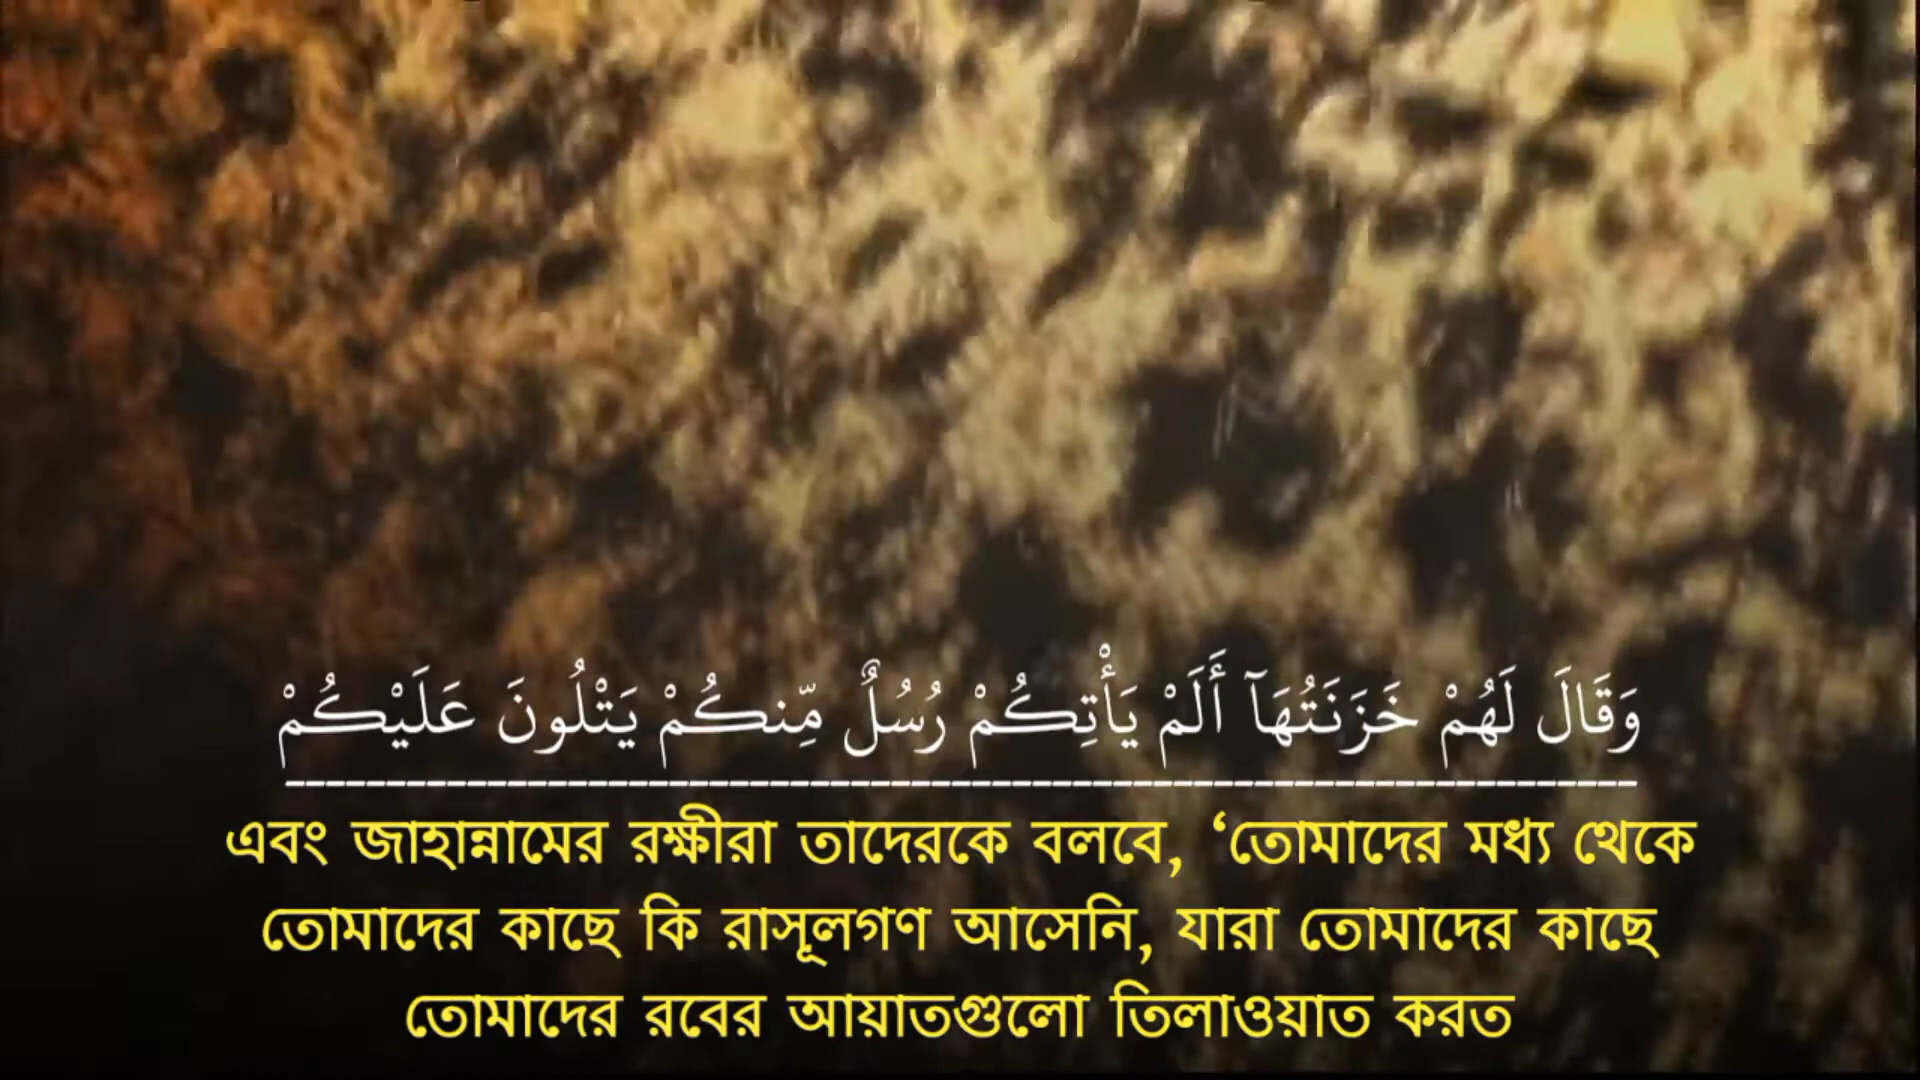 وَقَالَ لَهُمْ خَزَنَتُهَآ أَلَمْ يَأْتِكُمْ رُسُلٌ مِّنكُمْ يَتْلُونَ عَلَيْكُمْ
এবং জাহান্নামের রক্ষীরা তাদেরকে বলবে, ‘তোমাদের মধ্য থেকে
তোমাদের কাছে কি রাসূলগণ আসেনি, যারা তোমাদের কাছে
তোমাদের রবের আয়াতগুলো তিলাওয়াত করত